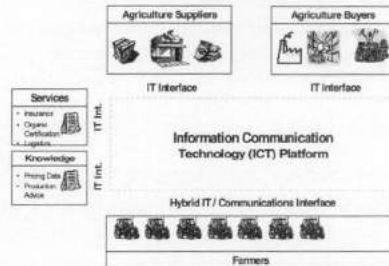 Agriculture Suppliers
Agriculture Buyers
IT Interface
IT Interface
Services
• Insurance
• Organic
Certification
• Logistics
IT Int.
Information Communication
Technology (ICT) Platform
Knowledge
• Pricing Data
• Production
Advice
IT Int.
Hybrid IT / Communications Interface
Farmers